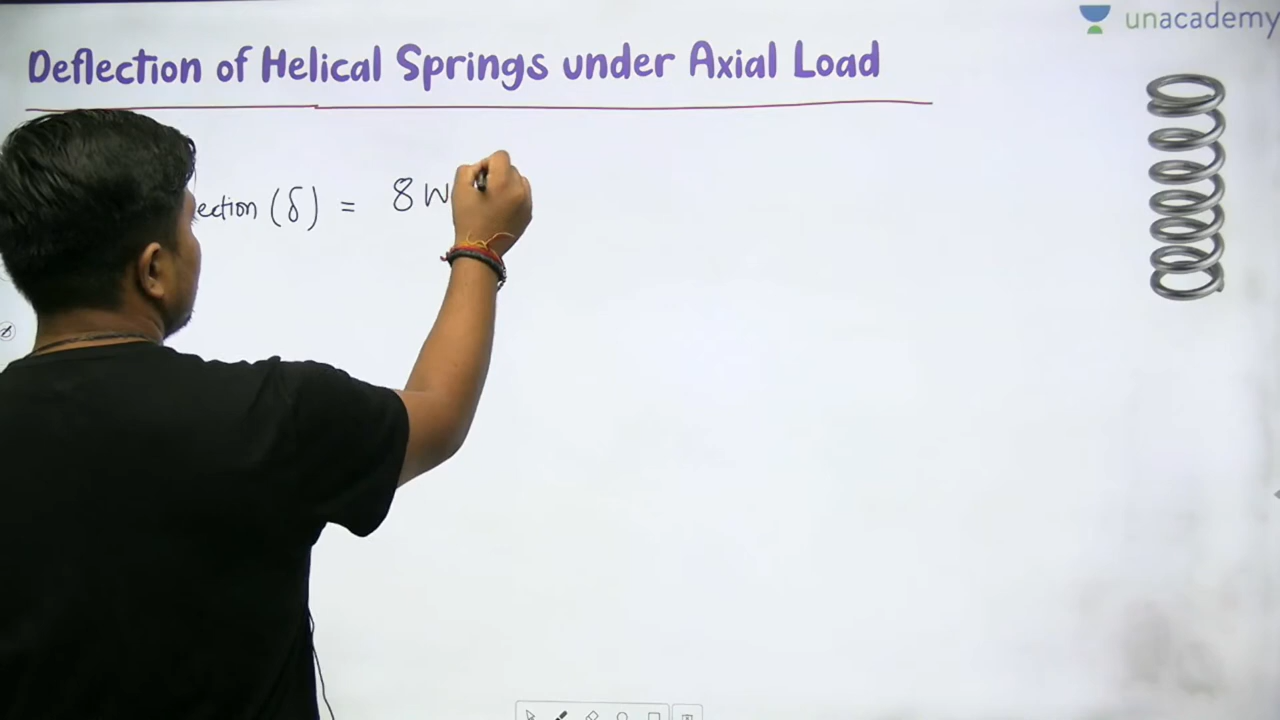 unacademy
Deflection of Helical Springs under Axial Load
ection (δ) = 8W